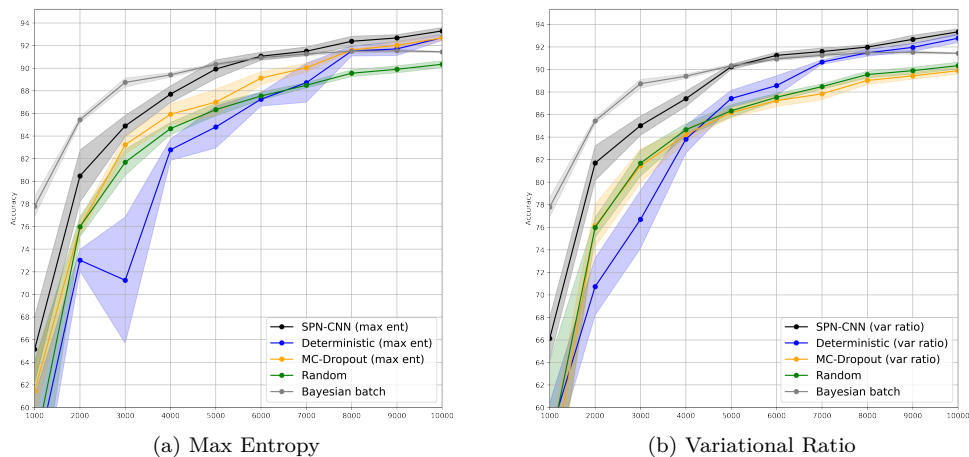 94
92
90
88
86
84
82
80
78
76
74
72
70
68
66
64
62
60
Accuracy
1000 2000 3000 4000 5000 6000 7000 8000 9000 10000
SPN-CNN (max ent)
Deterministic (max ent)
MC-Dropout (max ent)
Random
Bayesian batch
(a) Max Entropy
94
92
90
88
86
84
82
80
78
76
74
72
70
68
66
64
62
60
Accuracy
1000 2000 3000 4000 5000 6000 7000 8000 9000 10000
SPN-CNN (var ratio)
Deterministic (var ratio)
MC-Dropout (var ratio)
Random
Bayesian batch
(b) Variational Ratio